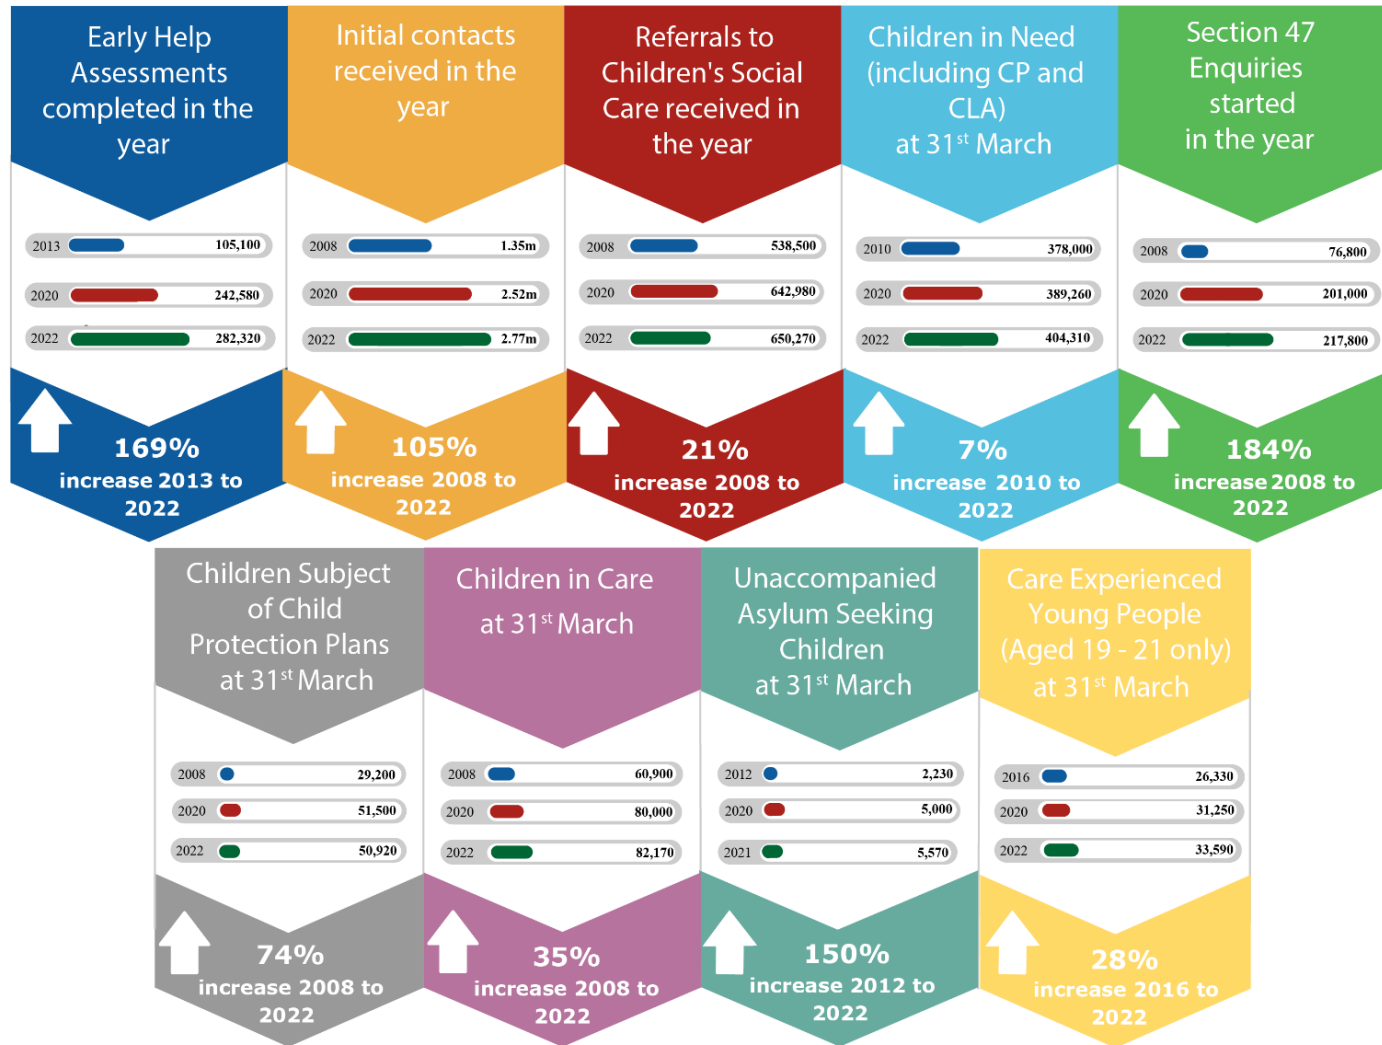 Early Help
Assessments
completed in the
year
2013 105,100
2020 242,580
2022 282,320
169%
increase 2013 to
2022
Initial contacts
received in the
year
2008 1.35m
2020 2.52m
2022 2.77m
105%
increase 2008 to
2022
Referrals to
Children's Social
Care received in
the year
2008 538,500
2020 642,980
2022 650,270
21%
increase 2008 to
2022
Children in Need
(including CP and
CLA)
at 31st March
2010 378,000
2020 389,260
2022 404,310
7%
increase 2010 to
2022
Section 47
Enquiries
started
in the year
2008 76,800
2020 201,000
2022 217,800
184%
increase 2008 to
2022
Children Subject
of Child
Protection Plans
at 31st March
2008 29,200
2020 51,500
2022 50,920
74%
increase 2008 to
2022
Children in Care
at 31st March
2008 60,900
2020 80,000
2022 82,170
35%
increase 2008 to
2022
Unaccompanied
Asylum Seeking
Children
at 31st March
2012 2,230
2020 5,000
2021 5,570
150%
increase 2012 to
2022
Care Experienced
Young People
(Aged 19 - 21 only)
at 31st March
2016 26,330
2020 31,250
2022 33,590
28%
increase 2016 to
2022